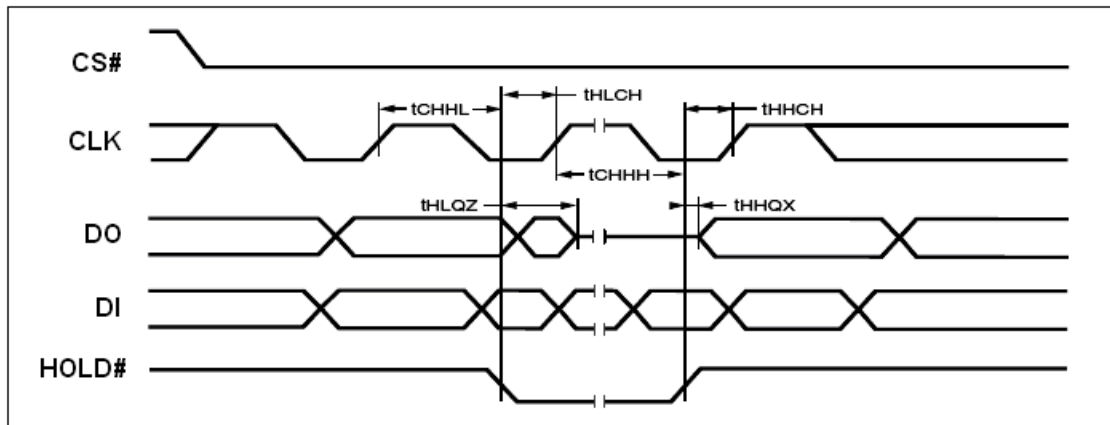 CS#
tCHHL
tHLCH
tHHCH
CLK
tCHHH
tHLQZ
tHHQX
DO
DI
HOLD#